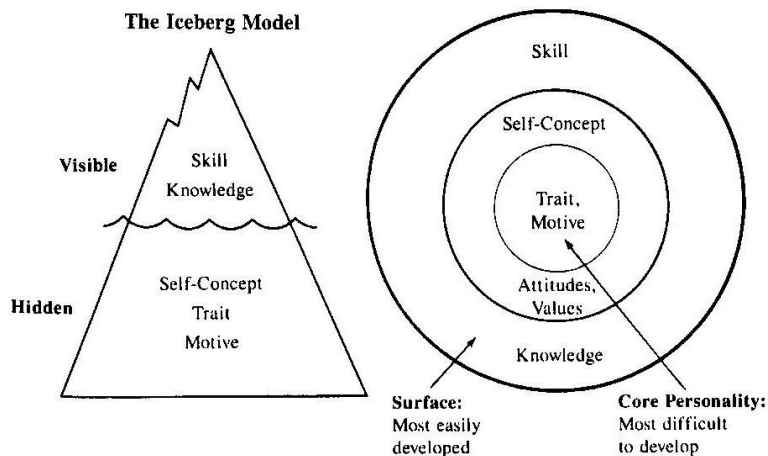 The Iceberg Model
Visible
Skill
Knowledge
Hidden
Self-Concept
Trait
Motive
Skill
Self-Concept
Trait,
Motive
Attitudes,
Values
Knowledge
Surface:
Most easily
developed
Core Personality:
Most difficult
to develop